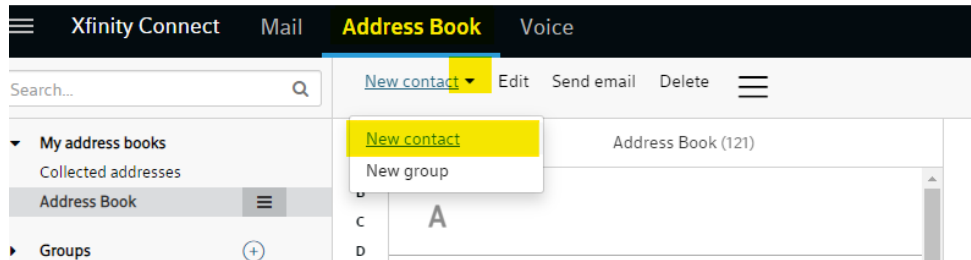 Xfinity Connect Mail Address Book Voice
Search...
New contact Edit Send email Delete
My address books
Collected addresses
Address Book
Groups
New contact
New group
Address Book (121)
C
D
A